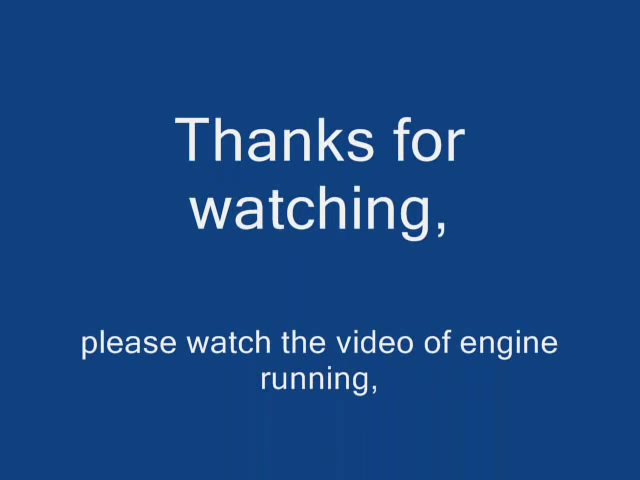 Thanks for
watching,
please watch the video of engine
running,